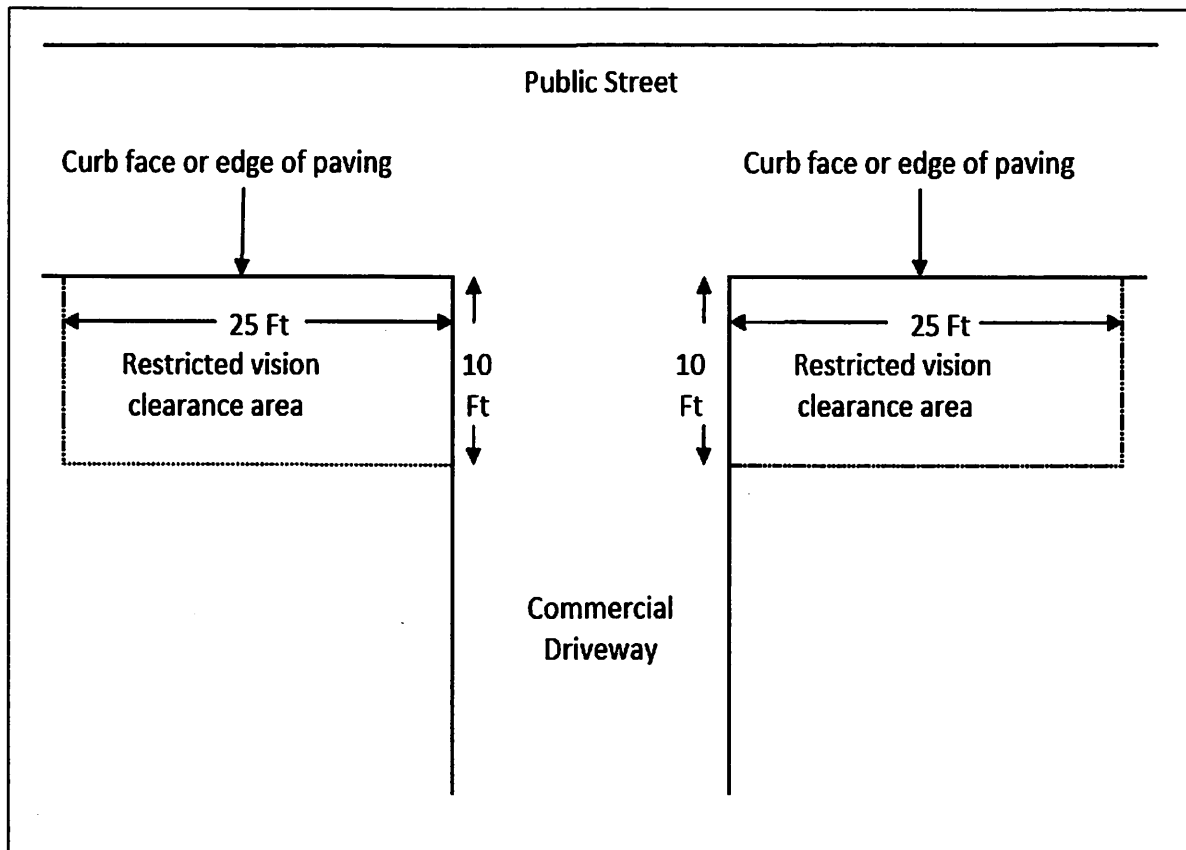 Public Street
Curb face or edge of paving
Curb face or edge of paving
25 Ft
Restricted vision
clearance area
10
Ft
10
Ft
25 Ft
Restricted vision
clearance area
Commercial
Driveway